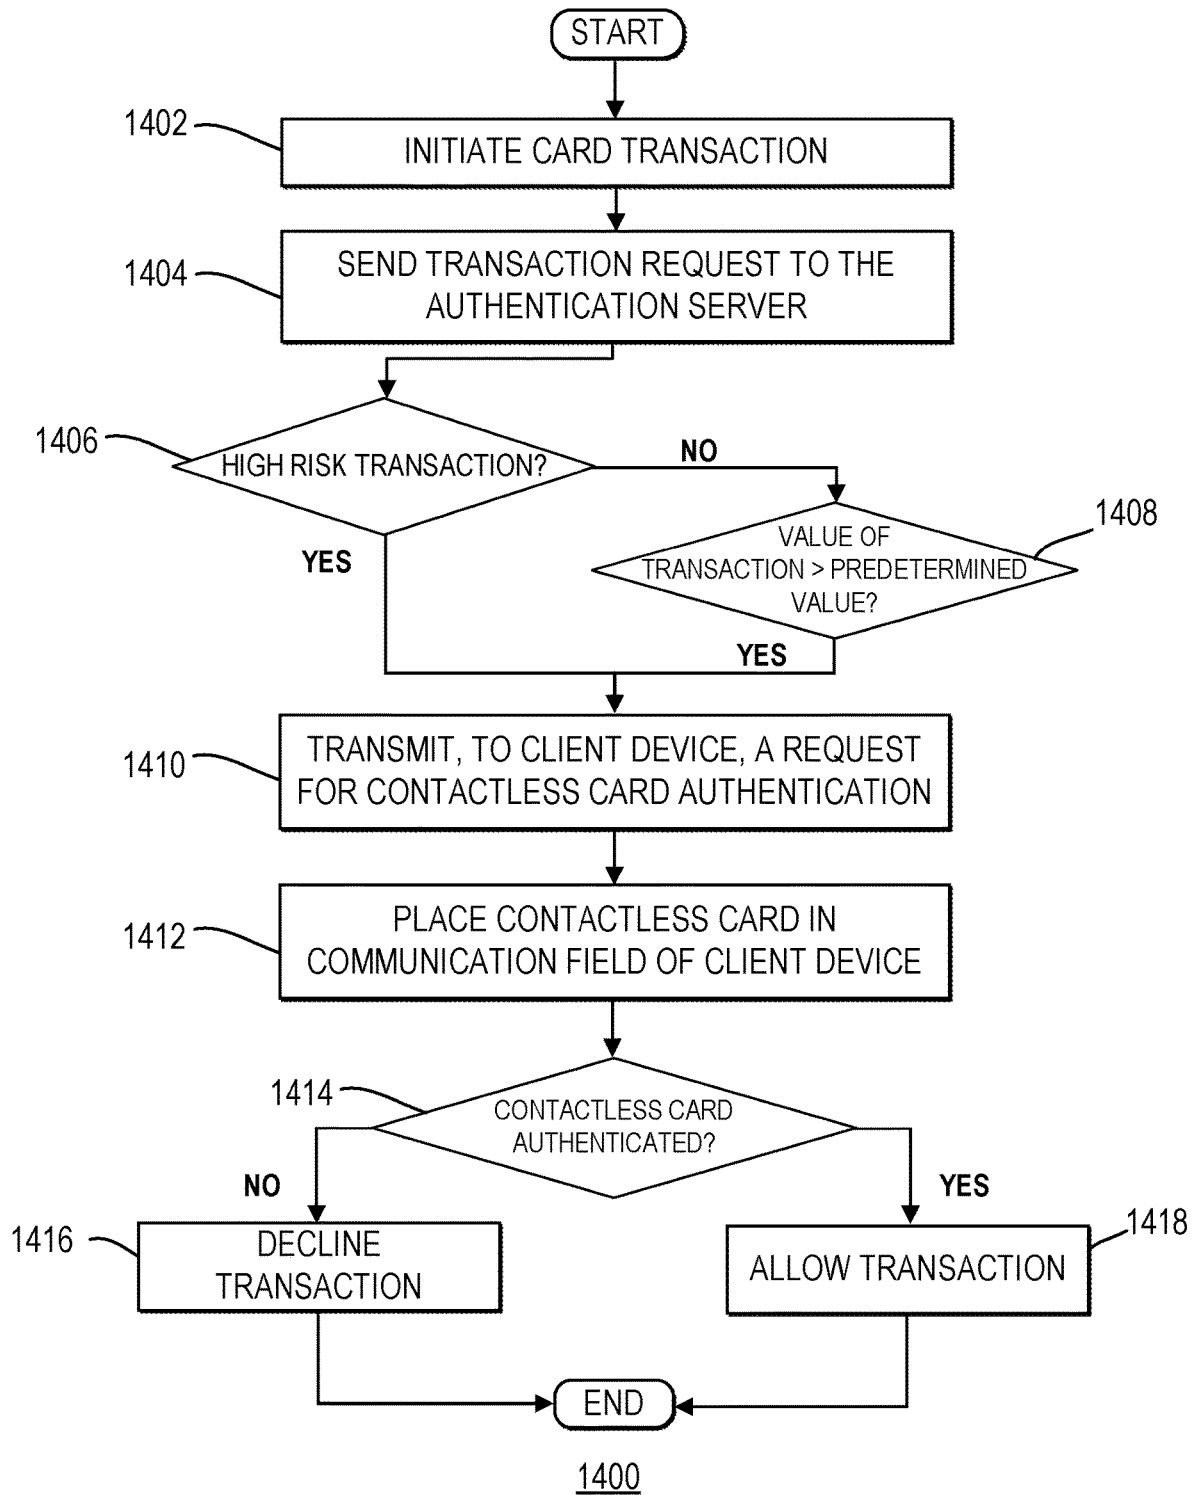 START
1402
INITIATE CARD TRANSACTION
1404
SEND TRANSACTION REQUEST TO THE
AUTHENTICATION SERVER
1406
HIGH RISK TRANSACTION?
NO
YES
1408
VALUE OF
TRANSACTION > PREDETERMINED
VALUE?
YES
1410
TRANSMIT, TO CLIENT DEVICE, A REQUEST
FOR CONTACTLESS CARD AUTHENTICATION
1412
PLACE CONTACTLESS CARD IN
COMMUNICATION FIELD OF CLIENT DEVICE
1414
CONTACTLESS CARD
AUTHENTICATED?
NO
YES
1416
DECLINE
TRANSACTION
1418
ALLOW TRANSACTION
END
1400